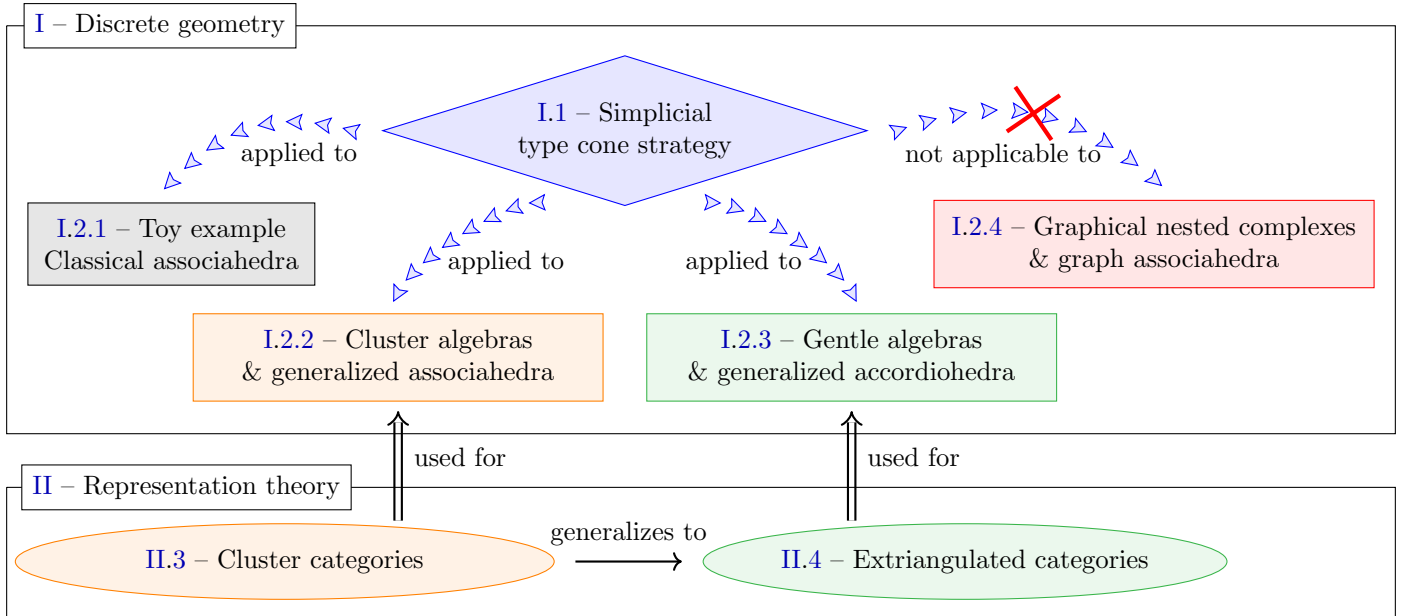 I – Discrete geometry
I.1 – Simplicial
type cone strategy
applied to
not applicable to
I.2.1 – Toy example
Classical associahedra
I.2.4 – Graphical nested complexes
& graph associahedra
applied to
applied to
I.2.2 – Cluster algebras
& generalized associahedra
I.2.3 – Gentle algebras
& generalized accordiohedra
used for
used for
II – Representation theory
generalizes to
II.3 – Cluster categories
II.4 – Extriangulated categories